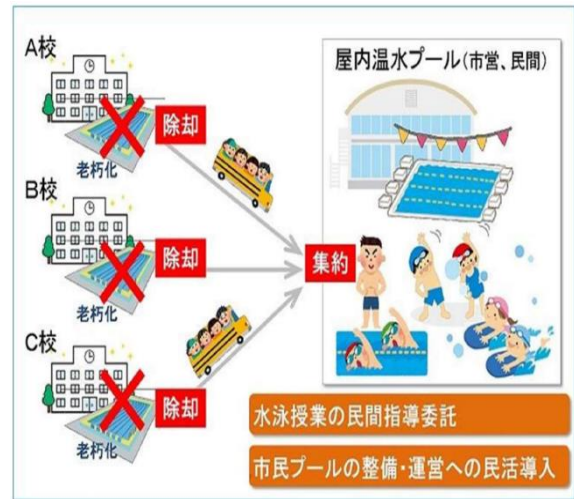 A校
除却
老朽化
B校
除却
老朽化
C校
除却
老朽化
集約
屋内温水プール(市営、民間)
水泳授業の民間指導委託
市民プールの整備・運営への民活導入